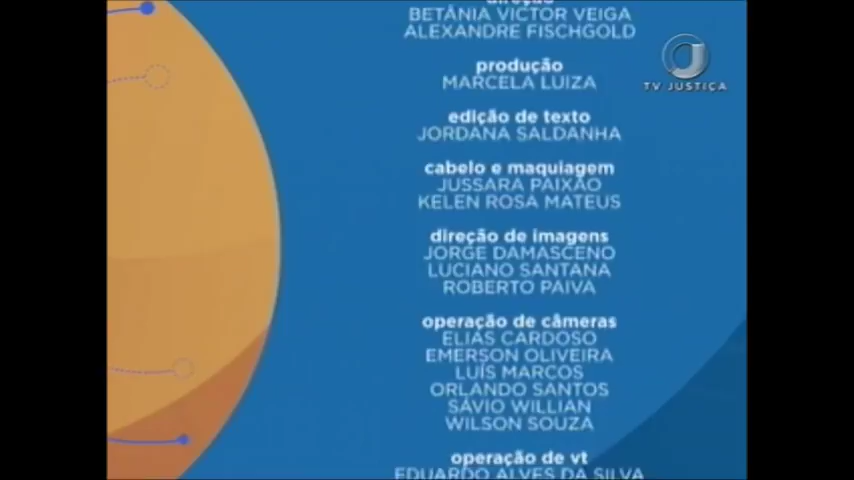 direção
BETÂNIA VICTOR VEIGA
ALEXANDRE FISCHGOLD
produção
MARCELA LUIZA
edição de texto
JORDANA SALDANHA
cabelo e maquiagem
JUSSARA PAIXÃO
KELEN ROSA MATEUS
direção de imagens
JORGE DAMASCENO
LUCIANO SANTANA
ROBERTO PAIVA
operação de câmeras
ELIAS CARDOSO
EMERSON OLIVEIRA
LUÍS MARCOS
ORLANDO SANTOS
SÁVIO WILLIAN
WILSON SOUZA
operação de vt
EDUARDO ALVES DA SILVA
TV JUSTIÇA